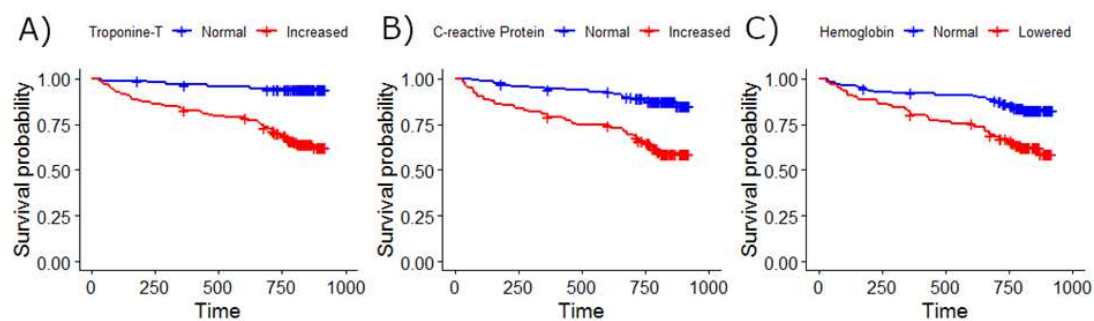 A)
Troponine-T Normal Increased
Survival probability
1.00
0.75
0.50
0.25
0.00
0 250 500 750 1000
Time
B)
C-reactive Protein Normal Increased
Survival probability
1.00
0.75
0.50
0.25
0.00
0 250 500 750 1000
Time
C)
Hemoglobin Normal Lowered
Survival probability
1.00
0.75
0.50
0.25
0.00
0 250 500 750 1000
Time